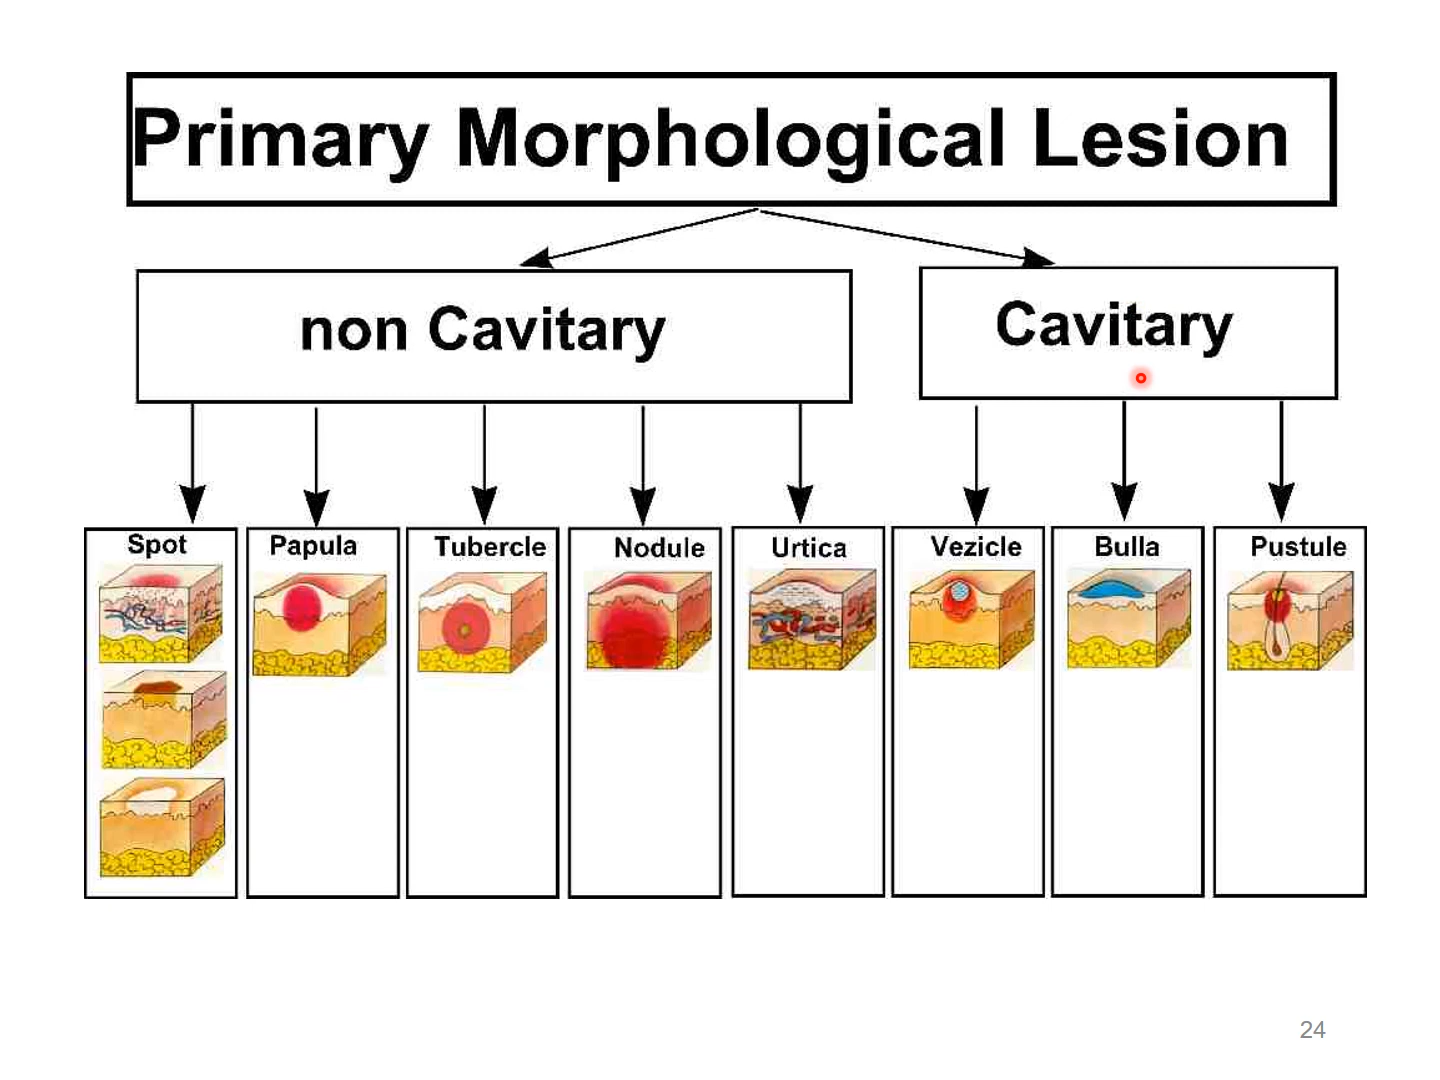 Primary Morphological Lesion
non Cavitary
Cavitary
Spot
Papula
Tubercle
Nodule
Urtica
Vezicle
Bulla
Pustule
24